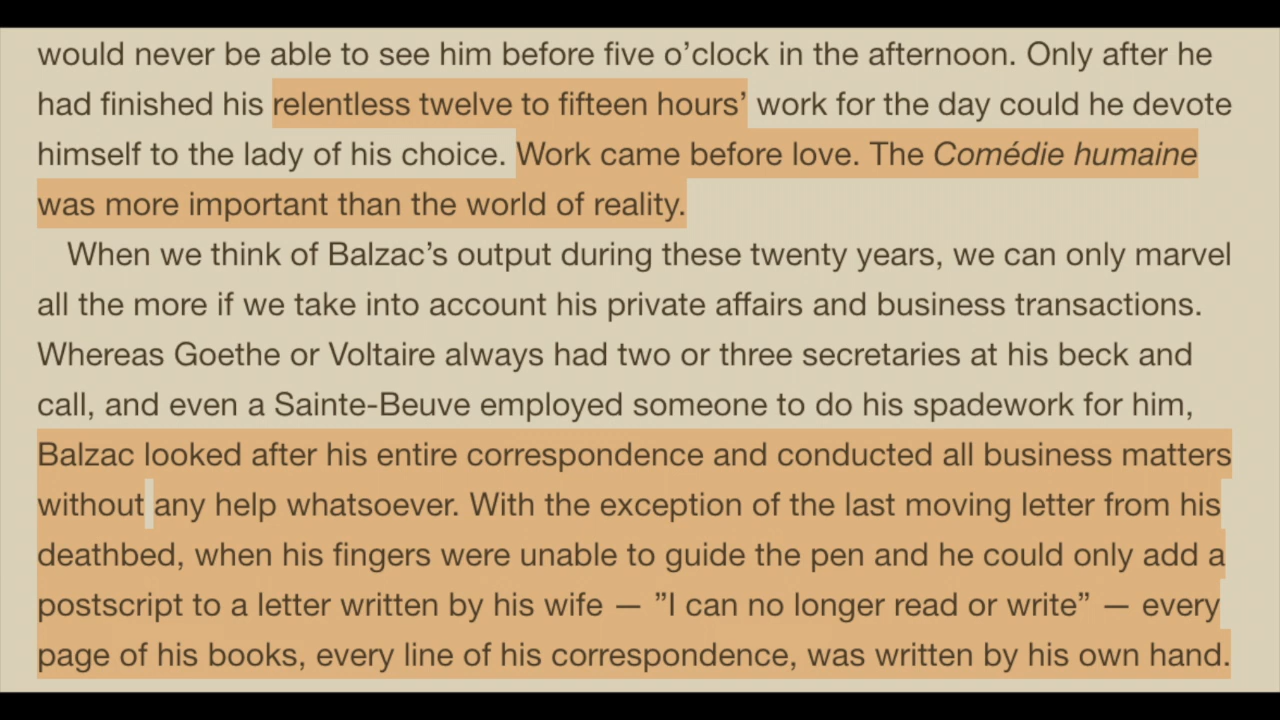 would never be able to see him before five o’clock in the afternoon. Only after he
had finished his relentless twelve to fifteen hours’ work for the day could he devote
himself to the lady of his choice. Work came before love. The Comédie humaine
was more important than the world of reality.
When we think of Balzac’s output during these twenty years, we can only marvel
all the more if we take into account his private affairs and business transactions.
Whereas Goethe or Voltaire always had two or three secretaries at his beck and
call, and even a Sainte-Beuve employed someone to do his spadework for him,
Balzac looked after his entire correspondence and conducted all business matters
without any help whatsoever. With the exception of the last moving letter from his
deathbed, when his fingers were unable to guide the pen and he could only add a
postscript to a letter written by his wife — ”I can no longer read or write” — every
page of his books, every line of his correspondence, was written by his own hand.